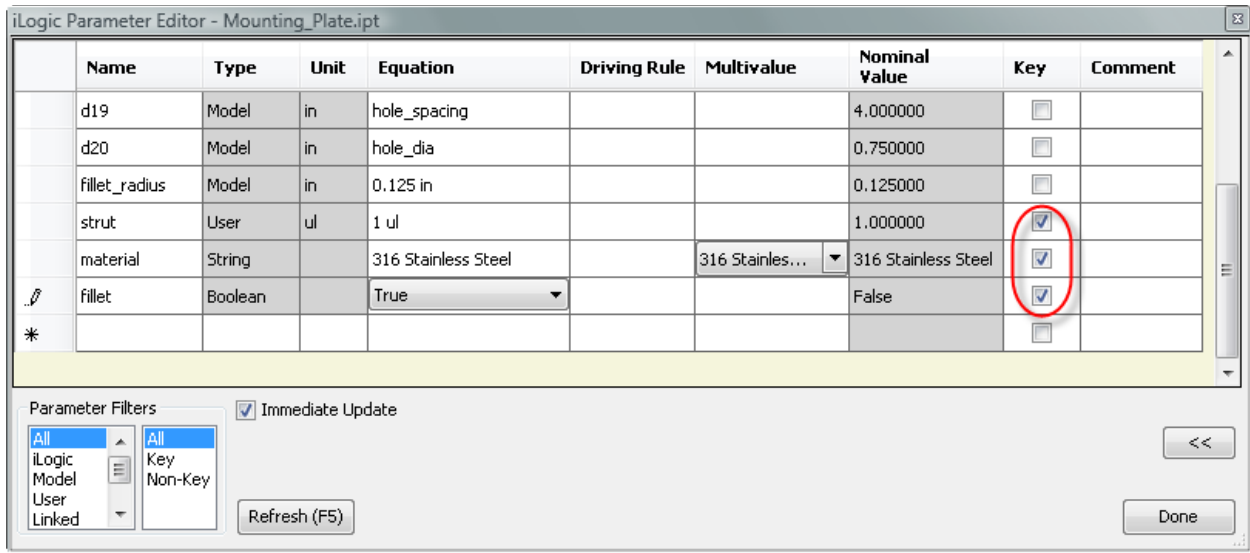 iLogic Parameter Editor - Mounting_Plate.ipt
Name Type Unit Equation Driving Rule Multivalue Nominal Value Key Comment
d19 Model in hole_spacing 4.000000
d20 Model in hole_dia 0.750000
fillet_radius Model in 0.125 in 0.125000
strut User ul 1 ul 1.000000
material String 316 Stainless Steel 316 Stainles... 316 Stainless Steel
fillet Boolean True False
Parameter Filters
Immediate Update
All All
iLogic Key
Model Non-Key
User
Linked
<<
Refresh (F5) Done